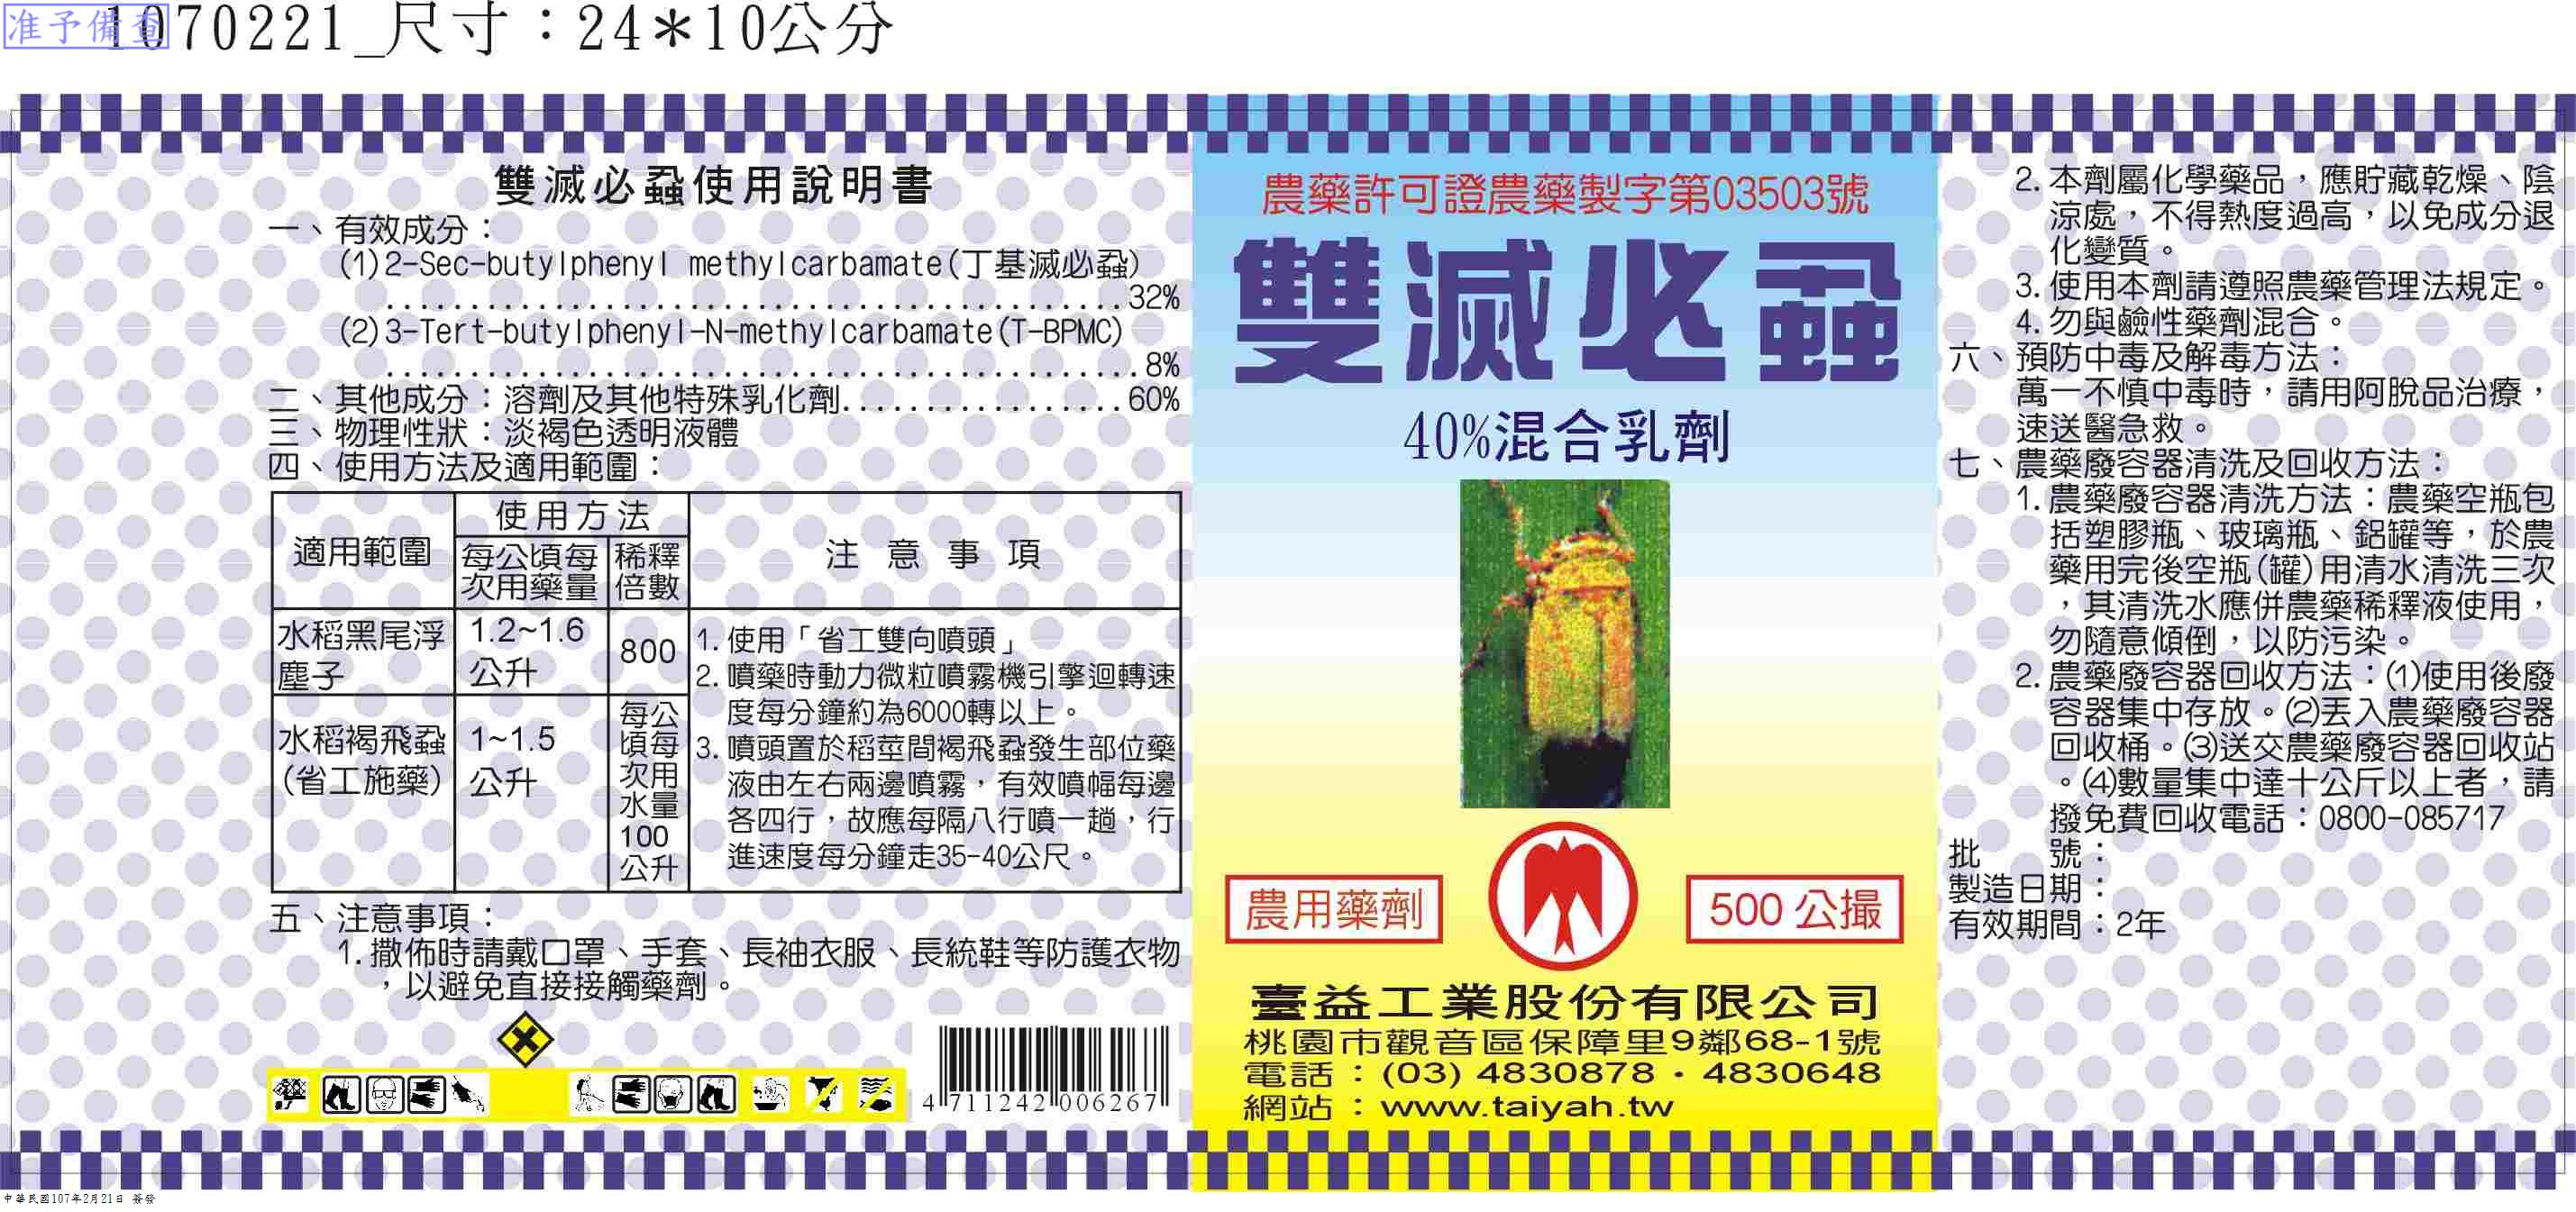 准予備查
1070221_尺寸：24*10公分
雙滅必蝨使用說明書
一、有效成分：
(1)2-Sec-butylphenyl methylcarbamate(丁基滅必蝨)
............................................32%
(2)3-Tert-butylphenyl-N-methylcarbamate(T-BPMC)
.............................................8%
二、其他成分：溶劑及其他特殊乳化劑.................60%
三、物理性狀：淡褐色透明液體
四、使用方法及適用範圍：
適用範圍
使用方法
每公頃每
次用藥量
稀釋
倍數
注意事項
水稻黑尾浮
塵子
1.2~1.6
公升
800
水稻褐飛蝨
(省工施藥)
1~1.5
公升
每公
頃每
次用
水量
100
公升
1.使用「省工雙向噴頭」
2.噴藥時動力微粒噴霧機引擎迴轉速
度每分鐘約為6000轉以上。
3.噴頭置於稻莖間褐飛蝨發生部位藥
液由左右兩邊噴霧，有效噴幅每邊
各四行，故應每隔八行噴一趟，行
進速度每分鐘走35-40公尺。
五、注意事項：
1.撒佈時請戴口罩、手套、長袖衣服、長統鞋等防護衣物
，以避免直接接觸藥劑。
4 711242 006267
農藥許可證農藥製字第03503號
雙滅必蝨
40%混合乳劑
農用藥劑
500公撮
臺益工業股份有限公司
桃園市觀音區保障里9鄰68-1號
電話：(03) 4830878・4830648
網站：www.taiyah.tw
2.本劑屬化學藥品，應貯藏乾燥、陰
涼處，不得熱度過高，以免成分退
化變質。
3.使用本劑請遵照農藥管理法規定。
4.勿與鹼性藥劑混合。
六、預防中毒及解毒方法：
萬一不慎中毒時，請用阿脫品治療，
速送醫急救。
七、農藥廢容器清洗及回收方法：
1.農藥廢容器清洗方法：農藥空瓶包
括塑膠瓶、玻璃瓶、鋁罐等，於農
藥用完後空瓶(罐)用清水清洗三次
，其清洗水應併農藥稀釋液使用，
勿隨意傾倒，以防污染。
2.農藥廢容器回收方法：⑴使用後廢
容器集中存放。⑵丟入農藥廢容器
回收桶。⑶送交農藥廢容器回收站
。⑷數量集中達十公斤以上者，請
撥免費回收電話：0800-085717
批　　號：
製造日期：
有效期間：2年
中華民國107年2月21日 簽發